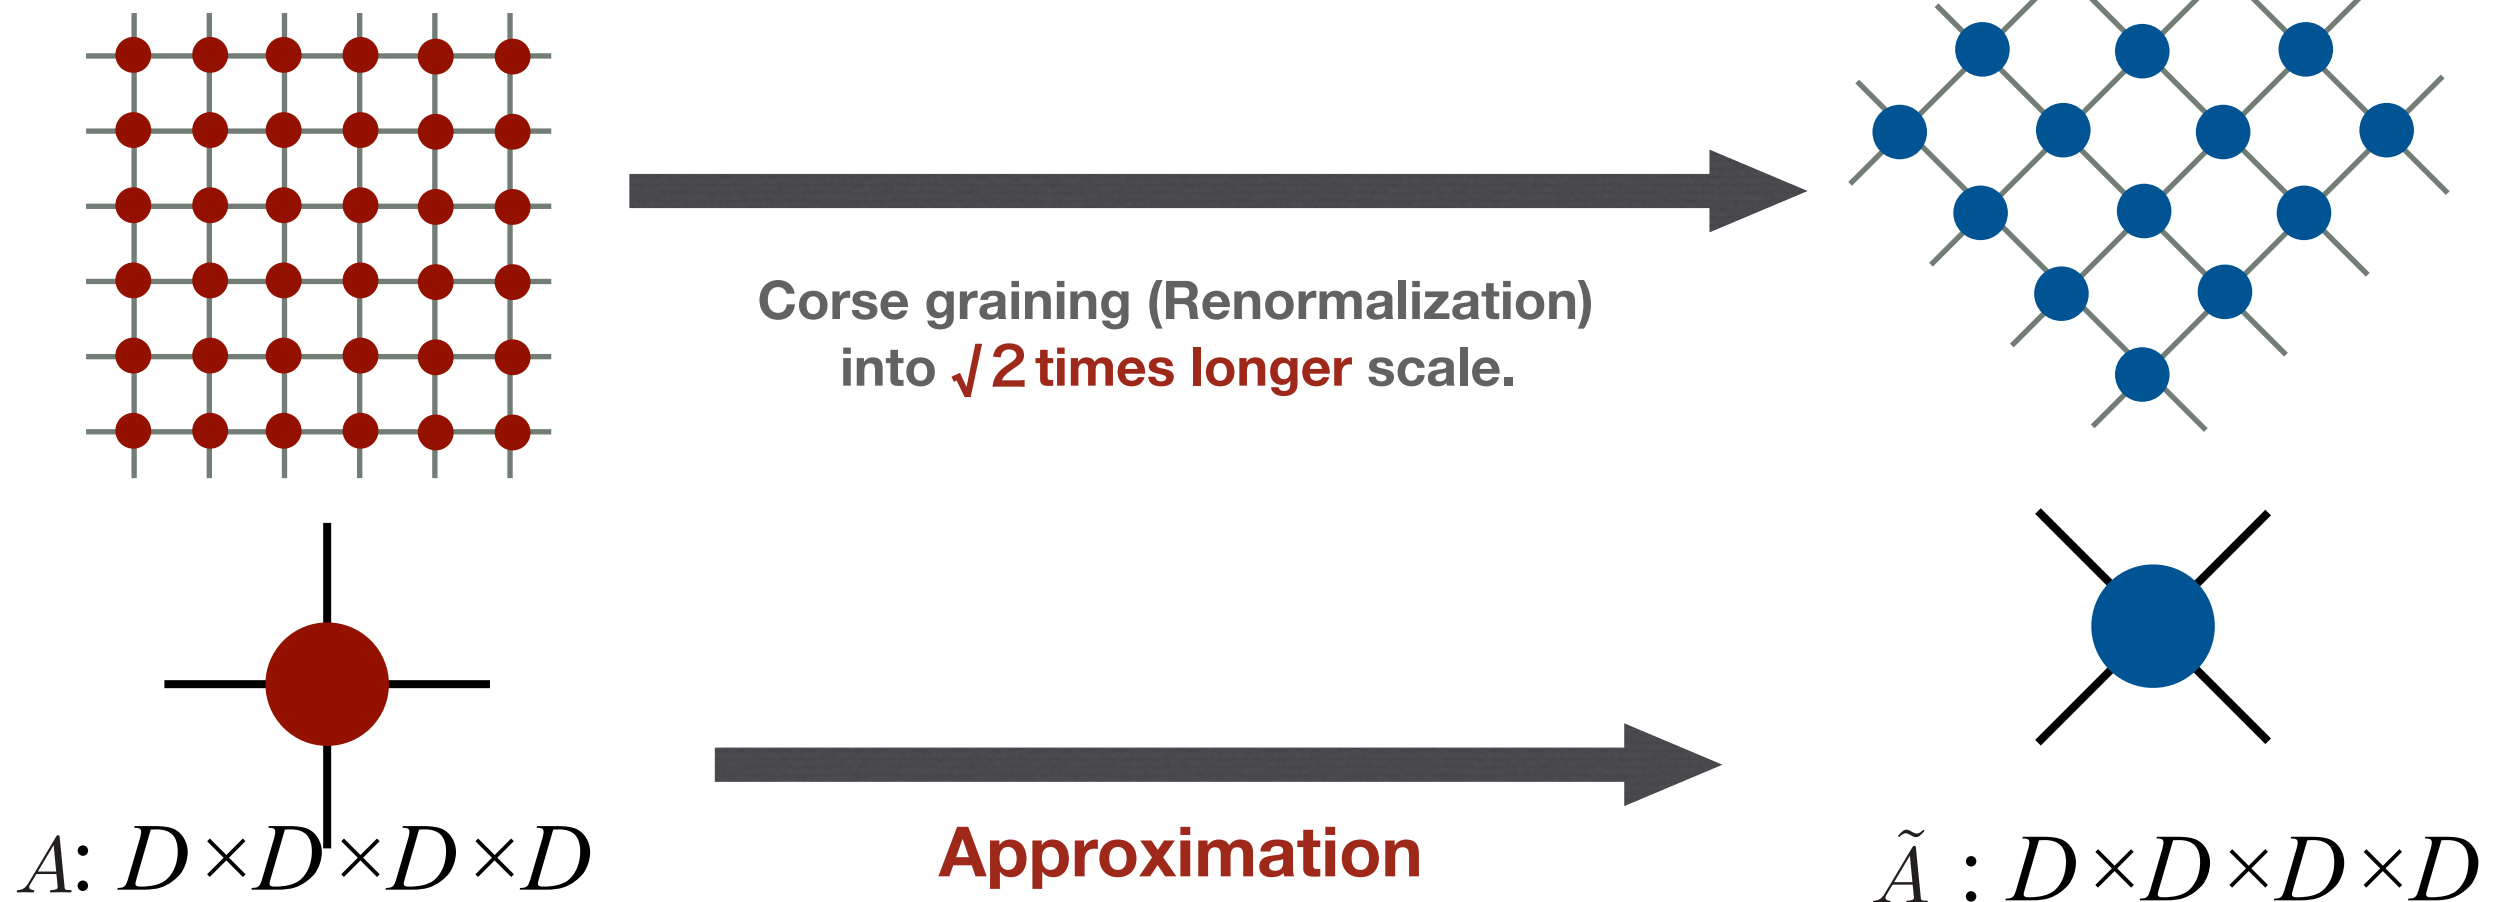 Corse graining (Renormalization)
into √2 times longer scale.
A: D×D×D×D
Approximation
Ã: D×D×D×D